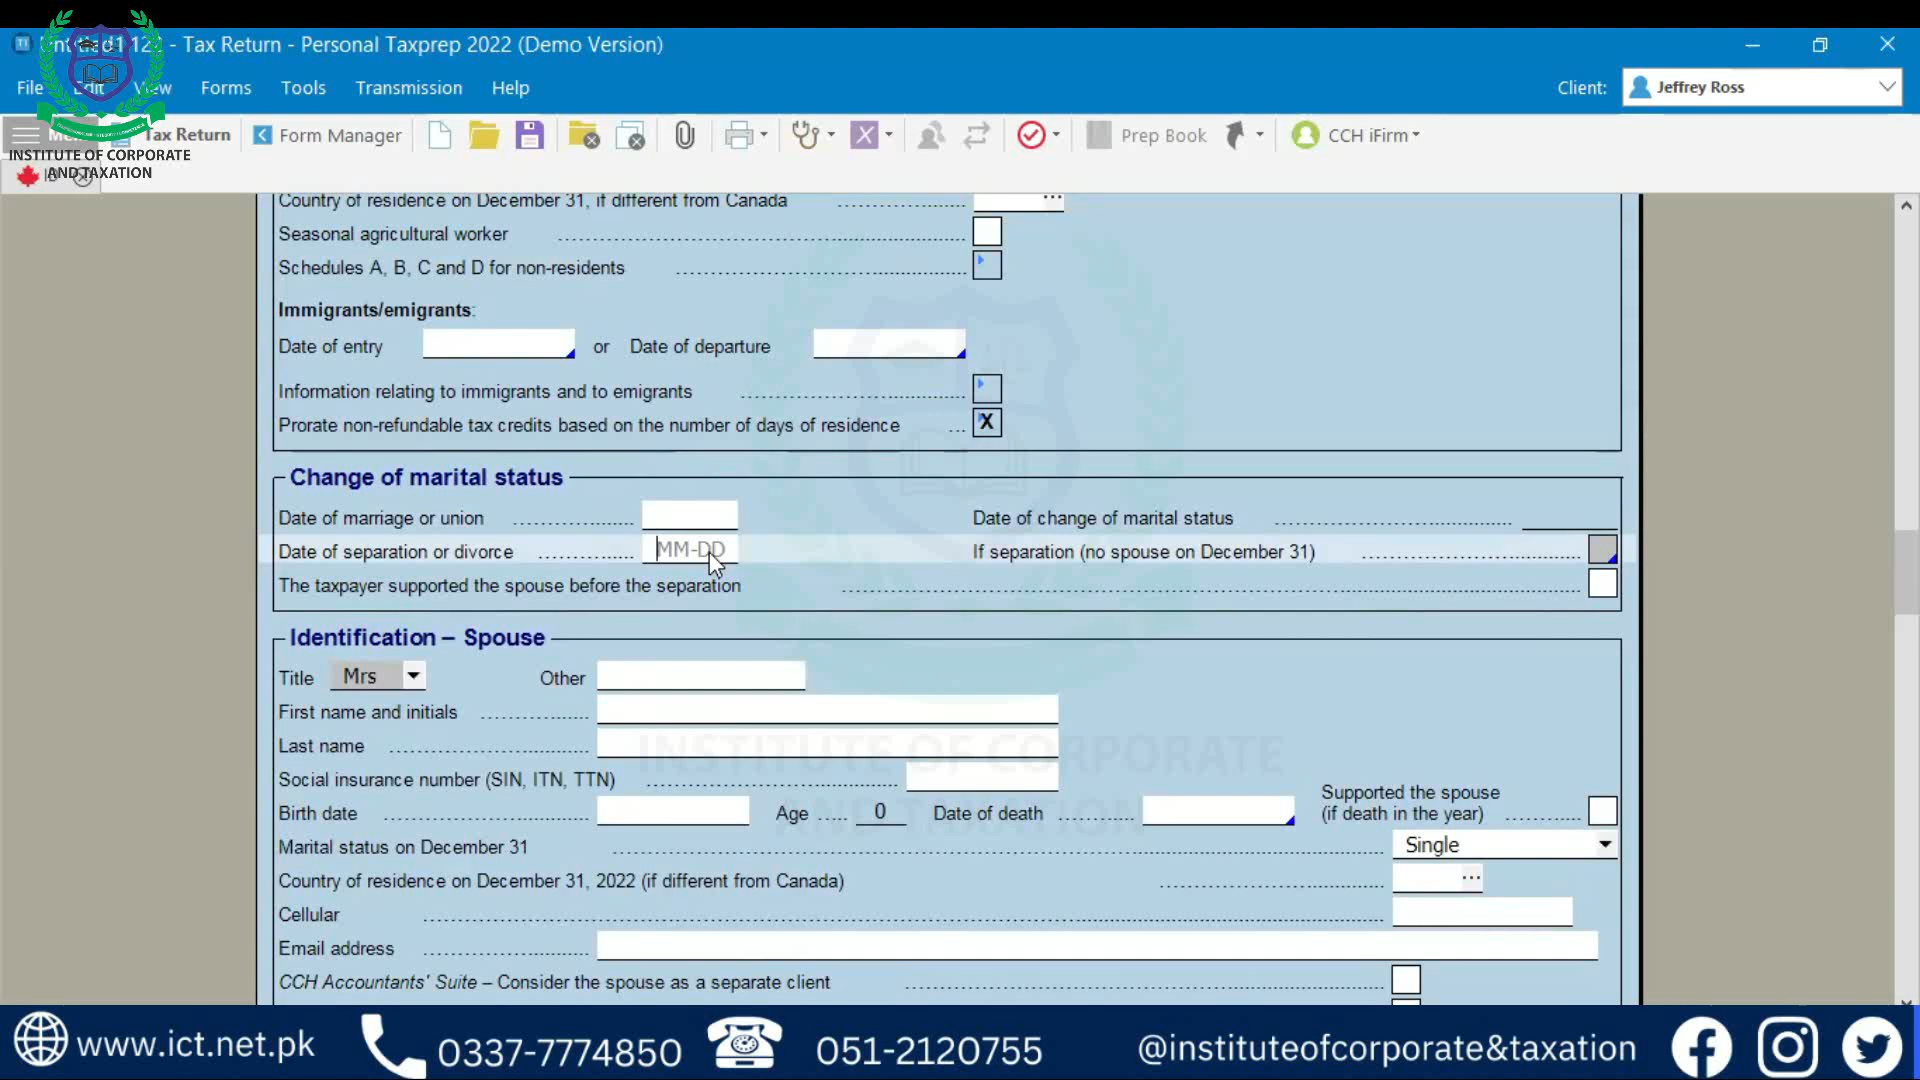 Untitled1.122 - Tax Return - Personal Taxprep 2022 (Demo Version)
File Edit View Forms Tools Transmission Help Client: Jeffrey Ross
Tax Return Form Manager Prep Book CCH iFirm
INSTITUTE OF CORPORATE
AND TAXATION
Country of residence on December 31, if different from Canada ...
Seasonal agricultural worker
Schedules A, B, C and D for non-residents
Immigrants/emigrants:
Date of entry or Date of departure
Information relating to immigrants and to emigrants
Prorate non-refundable tax credits based on the number of days of residence ... X
Change of marital status
Date of marriage or union Date of change of marital status
Date of separation or divorce MM-DD If separation (no spouse on December 31)
The taxpayer supported the spouse before the separation
Identification – Spouse
Title Mrs Other
First name and initials
Last name
INSTITUTE OF CORPORATE
Social insurance number (SIN, ITN, TTN)
Supported the spouse
Birth date Age 0 Date of death (if death in the year)
AND TAXATION
Marital status on December 31 Single
Country of residence on December 31, 2022 (if different from Canada) ...
Cellular
Email address
CCH Accountants' Suite – Consider the spouse as a separate client
www.ict.net.pk 0337-7774850 051-2120755 @instituteofcorporate&taxation